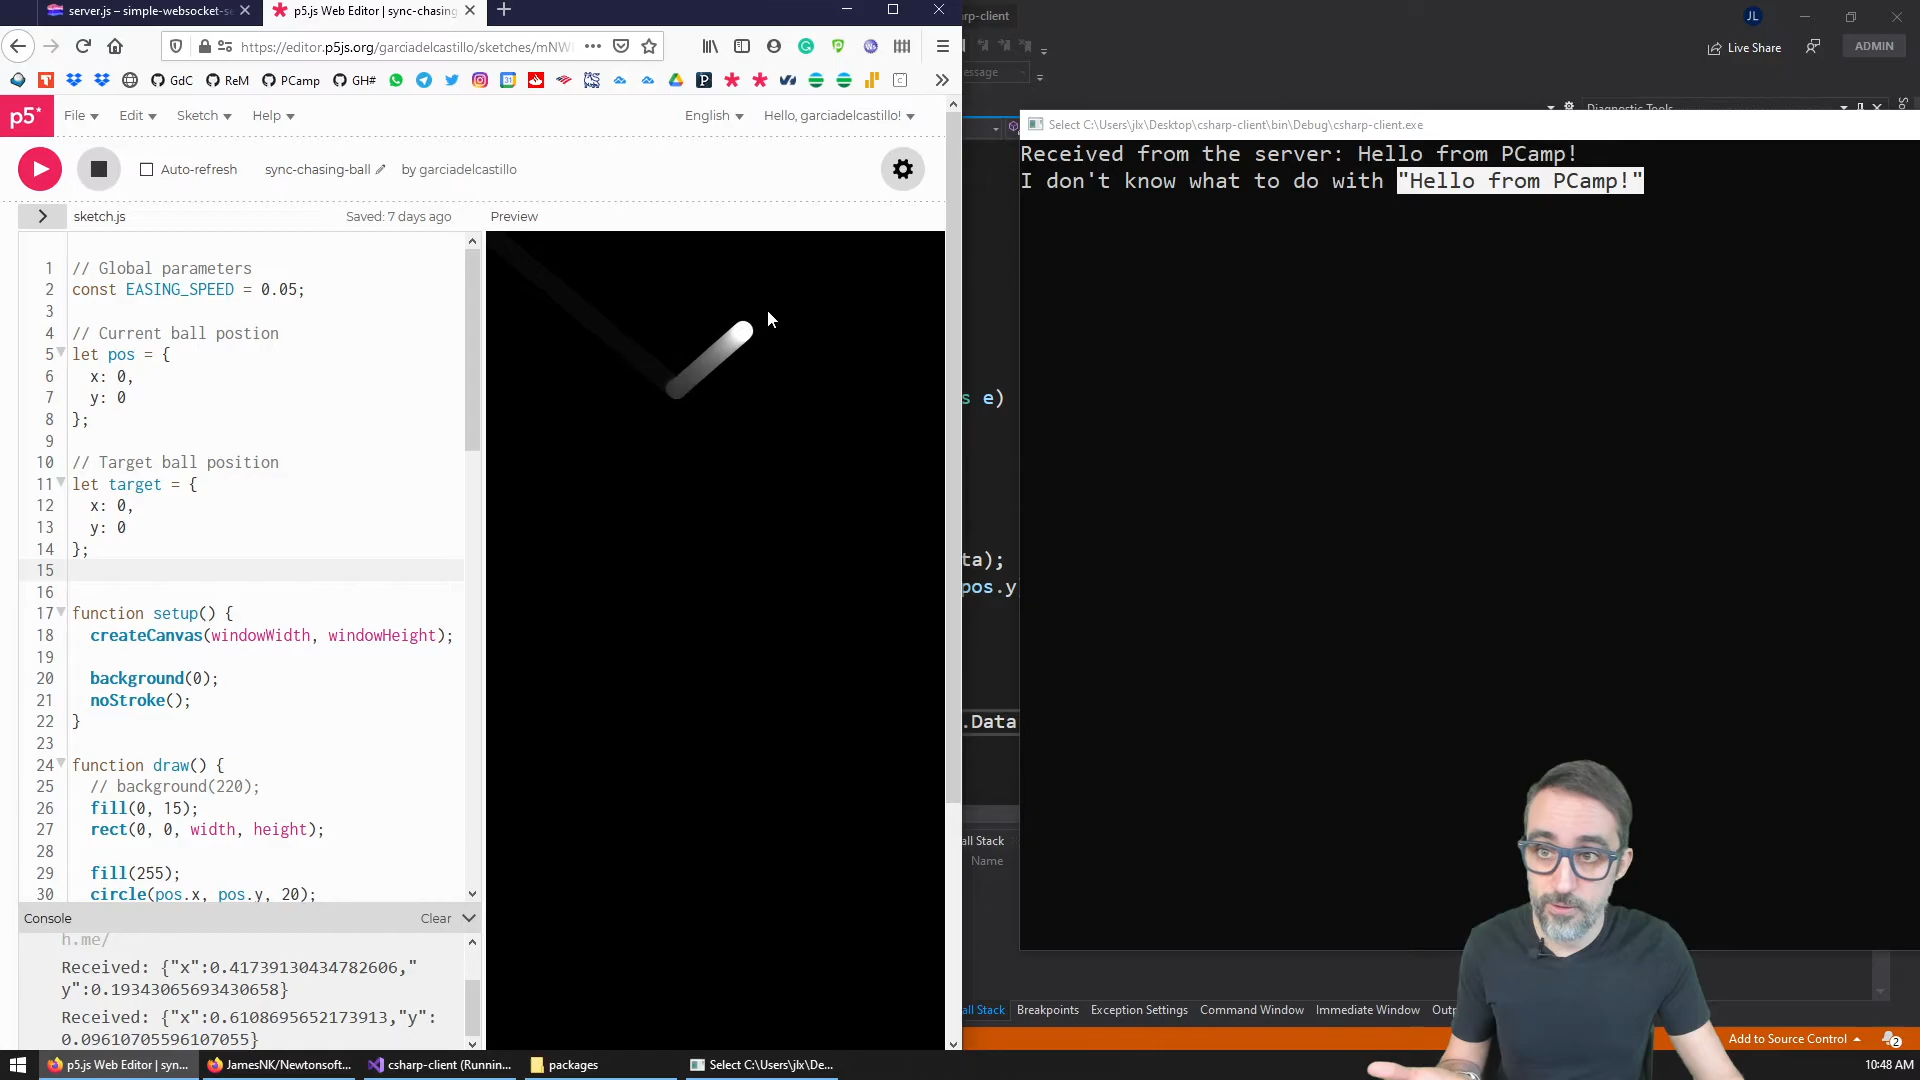 server.js – simple-websocket-s
p5.js Web Editor | sync-chasing
rp-client
JL
https://editor.p5js.org/garciadelcastillo/sketches/mNW
Live Share
ADMIN
essage
GdC
ReM
PCamp
GH#
p5*
File
Edit
Sketch
Help
English
Hello, garciadelcastillo!
Diagnostic Tools
Select C:\Users\jlx\Desktop\csharp-client\bin\Debug\csharp-client.exe
Received from the server: Hello from PCamp!
I don't know what to do with "Hello from PCamp!"
Auto-refresh
sync-chasing-ball
by garciadelcastillo
sketch.js
Saved: 7 days ago
Preview
1 // Global parameters
2 const EASING_SPEED = 0.05;
3
4 // Current ball postion
5 let pos = {
6 x: 0,
7 y: 0
8 };
9
10 // Target ball position
11 let target = {
12 x: 0,
13 y: 0
14 };
15
16
17 function setup() {
18 createCanvas(windowWidth, windowHeight);
19
20 background(0);
21 noStroke();
22 }
23
24 function draw() {
25 // background(220);
26 fill(0, 15);
27 rect(0, 0, width, height);
28
29 fill(255);
30 circle(pos.x, pos.y, 20);
s e)
ta);
pos.y
.Data
all Stack
Name
Console
Clear
h.me/
Received: {"x":0.41739130434782606,"
y":0.19343065693430658}
Received: {"x":0.6108695652173913,"y":
0.096107055961070 55}
all Stack
Breakpoints
Exception Settings
Command Window
Immediate Window
Outp
Add to Source Control
2
p5.js Web Editor | syn...
JamesNK/Newtonsoft...
csharp-client (Runnin...
packages
Select C:\Users\jlx\De...
10:48 AM